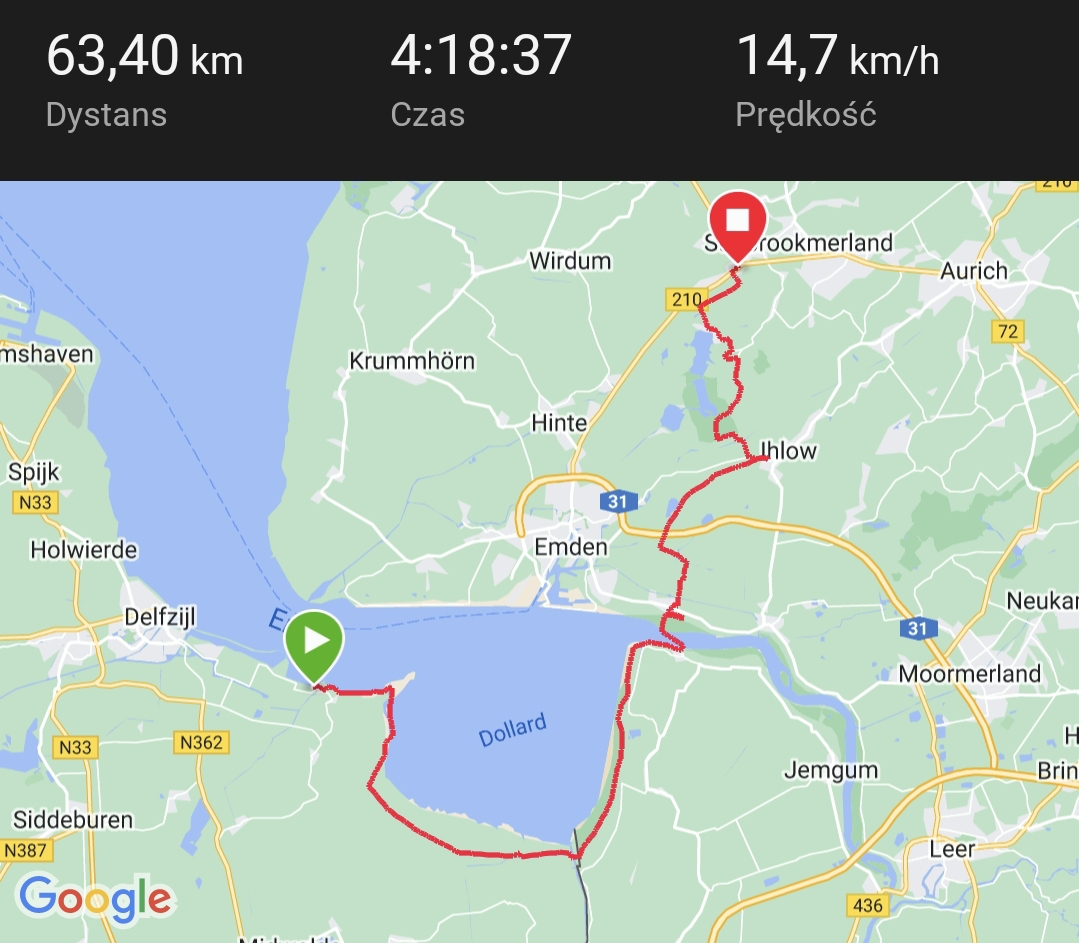 63,40 km 4:18:37 14,7 km/h
Dystans Czas Prędkość
210
Wirdum
Aurich
210
72
mshaven
Krummhörn
Hinte
Ihlow
Spijk
N33
31
Holwierde
Emden
Neukar
Delfzijl
E
31
Moormerland
Dollard
N33
N362
H
Jemgum
Brin
Siddeburen
N387
Leer
Google
436